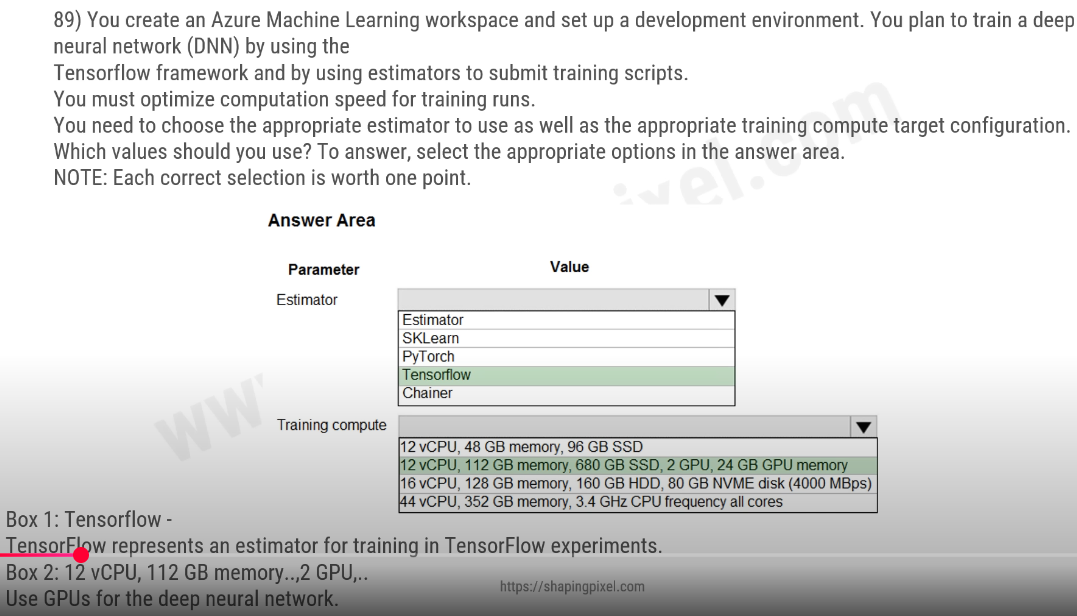 89) You create an Azure Machine Learning workspace and set up a development environment. You plan to train a deep
neural network (DNN) by using the
Tensorflow framework and by using estimators to submit training scripts.
You must optimize computation speed for training runs.
You need to choose the appropriate estimator to use as well as the appropriate training compute target configuration.
Which values should you use? To answer, select the appropriate options in the answer area.
NOTE: Each correct selection is worth one point.
ixel.com
Answer Area
Parameter Value
Estimator
Estimator
SKLearn
PyTorch
Tensorflow
Chainer
www
Training compute
12 vCPU, 48 GB memory, 96 GB SSD
12 vCPU, 112 GB memory, 680 GB SSD, 2 GPU, 24 GB GPU memory
16 vCPU, 128 GB memory, 160 GB HDD, 80 GB NVME disk (4000 MBps)
44 vCPU, 352 GB memory, 3.4 GHz CPU frequency all cores
Box 1: Tensorflow -
TensorFlow represents an estimator for training in TensorFlow experiments.
Box 2: 12 vCPU, 112 GB memory..,2 GPU,..
https://shapingpixel.com
Use GPUs for the deep neural network.